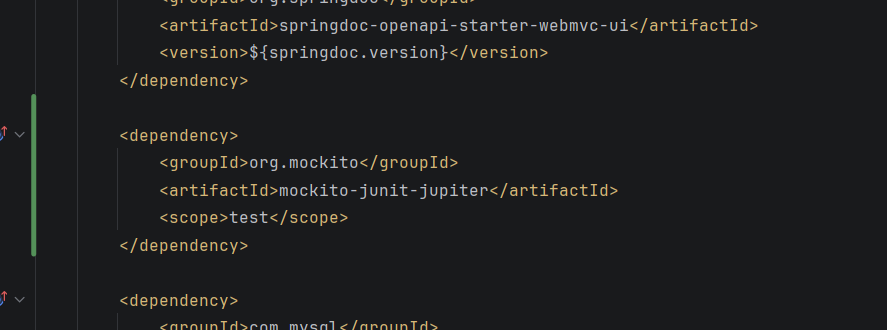 <groupId>org.springdoc</groupId>
<artifactId>springdoc-openapi-starter-webmvc-ui</artifactId>
<version>${springdoc.version}</version>
</dependency>
<dependency>
<groupId>org.mockito</groupId>
<artifactId>mockito-junit-jupiter</artifactId>
<scope>test</scope>
</dependency>
<dependency>
<groupId>com.mysql</groupId>